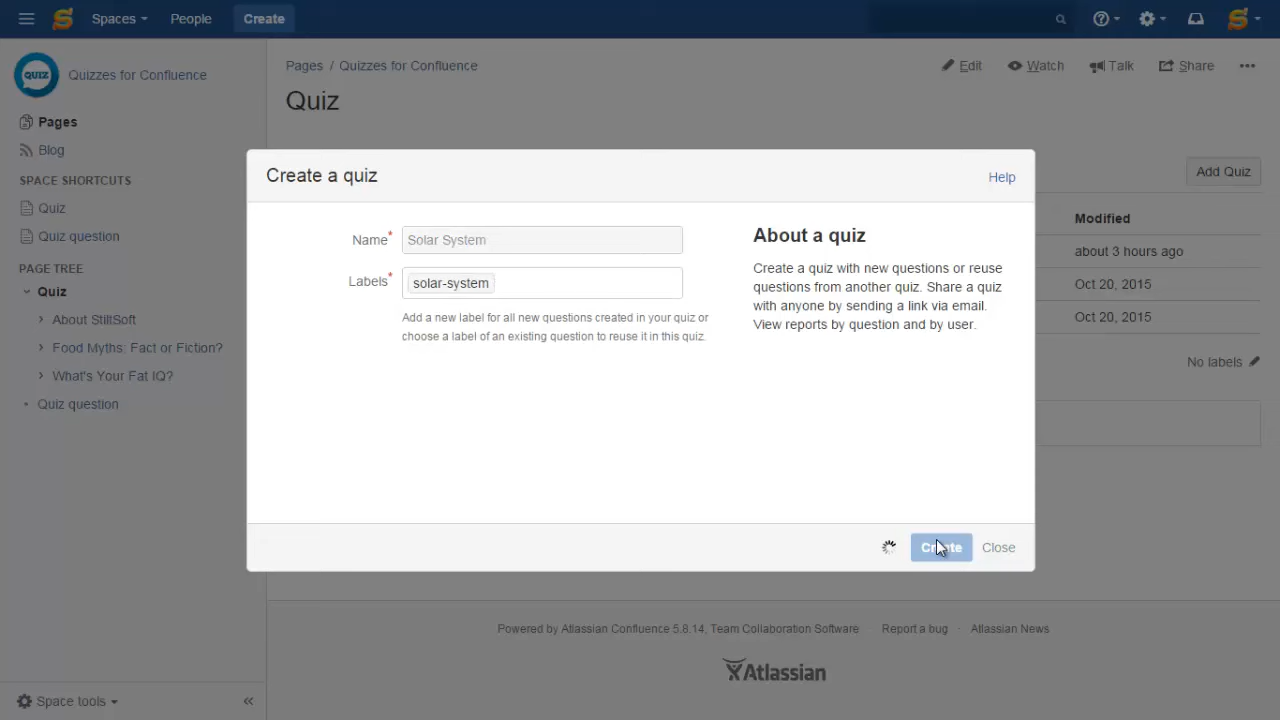 Spaces People Create
QUIZ Quizzes for Confluence
Pages
Blog
SPACE SHORTCUTS
Quiz
Quiz question
PAGE TREE
Quiz
About StiltSoft
Food Myths: Fact or Fiction?
What's Your Fat IQ?
Quiz question
Space tools
Pages / Quizzes for Confluence
Edit Watch Talk Share
Quiz
Add Quiz
Modified
about 3 hours ago
Oct 20, 2015
Oct 20, 2015
No labels
Create a quiz
Help
Name* Solar System
Labels* solar-system
Add a new label for all new questions created in your quiz or
choose a label of an existing question to reuse it in this quiz.
About a quiz
Create a quiz with new questions or reuse
questions from another quiz. Share a quiz
with anyone by sending a link via email.
View reports by question and by user.
Create Close
Powered by Atlassian Confluence 5.8.14, Team Collaboration Software · Report a bug · Atlassian News
Atlassian